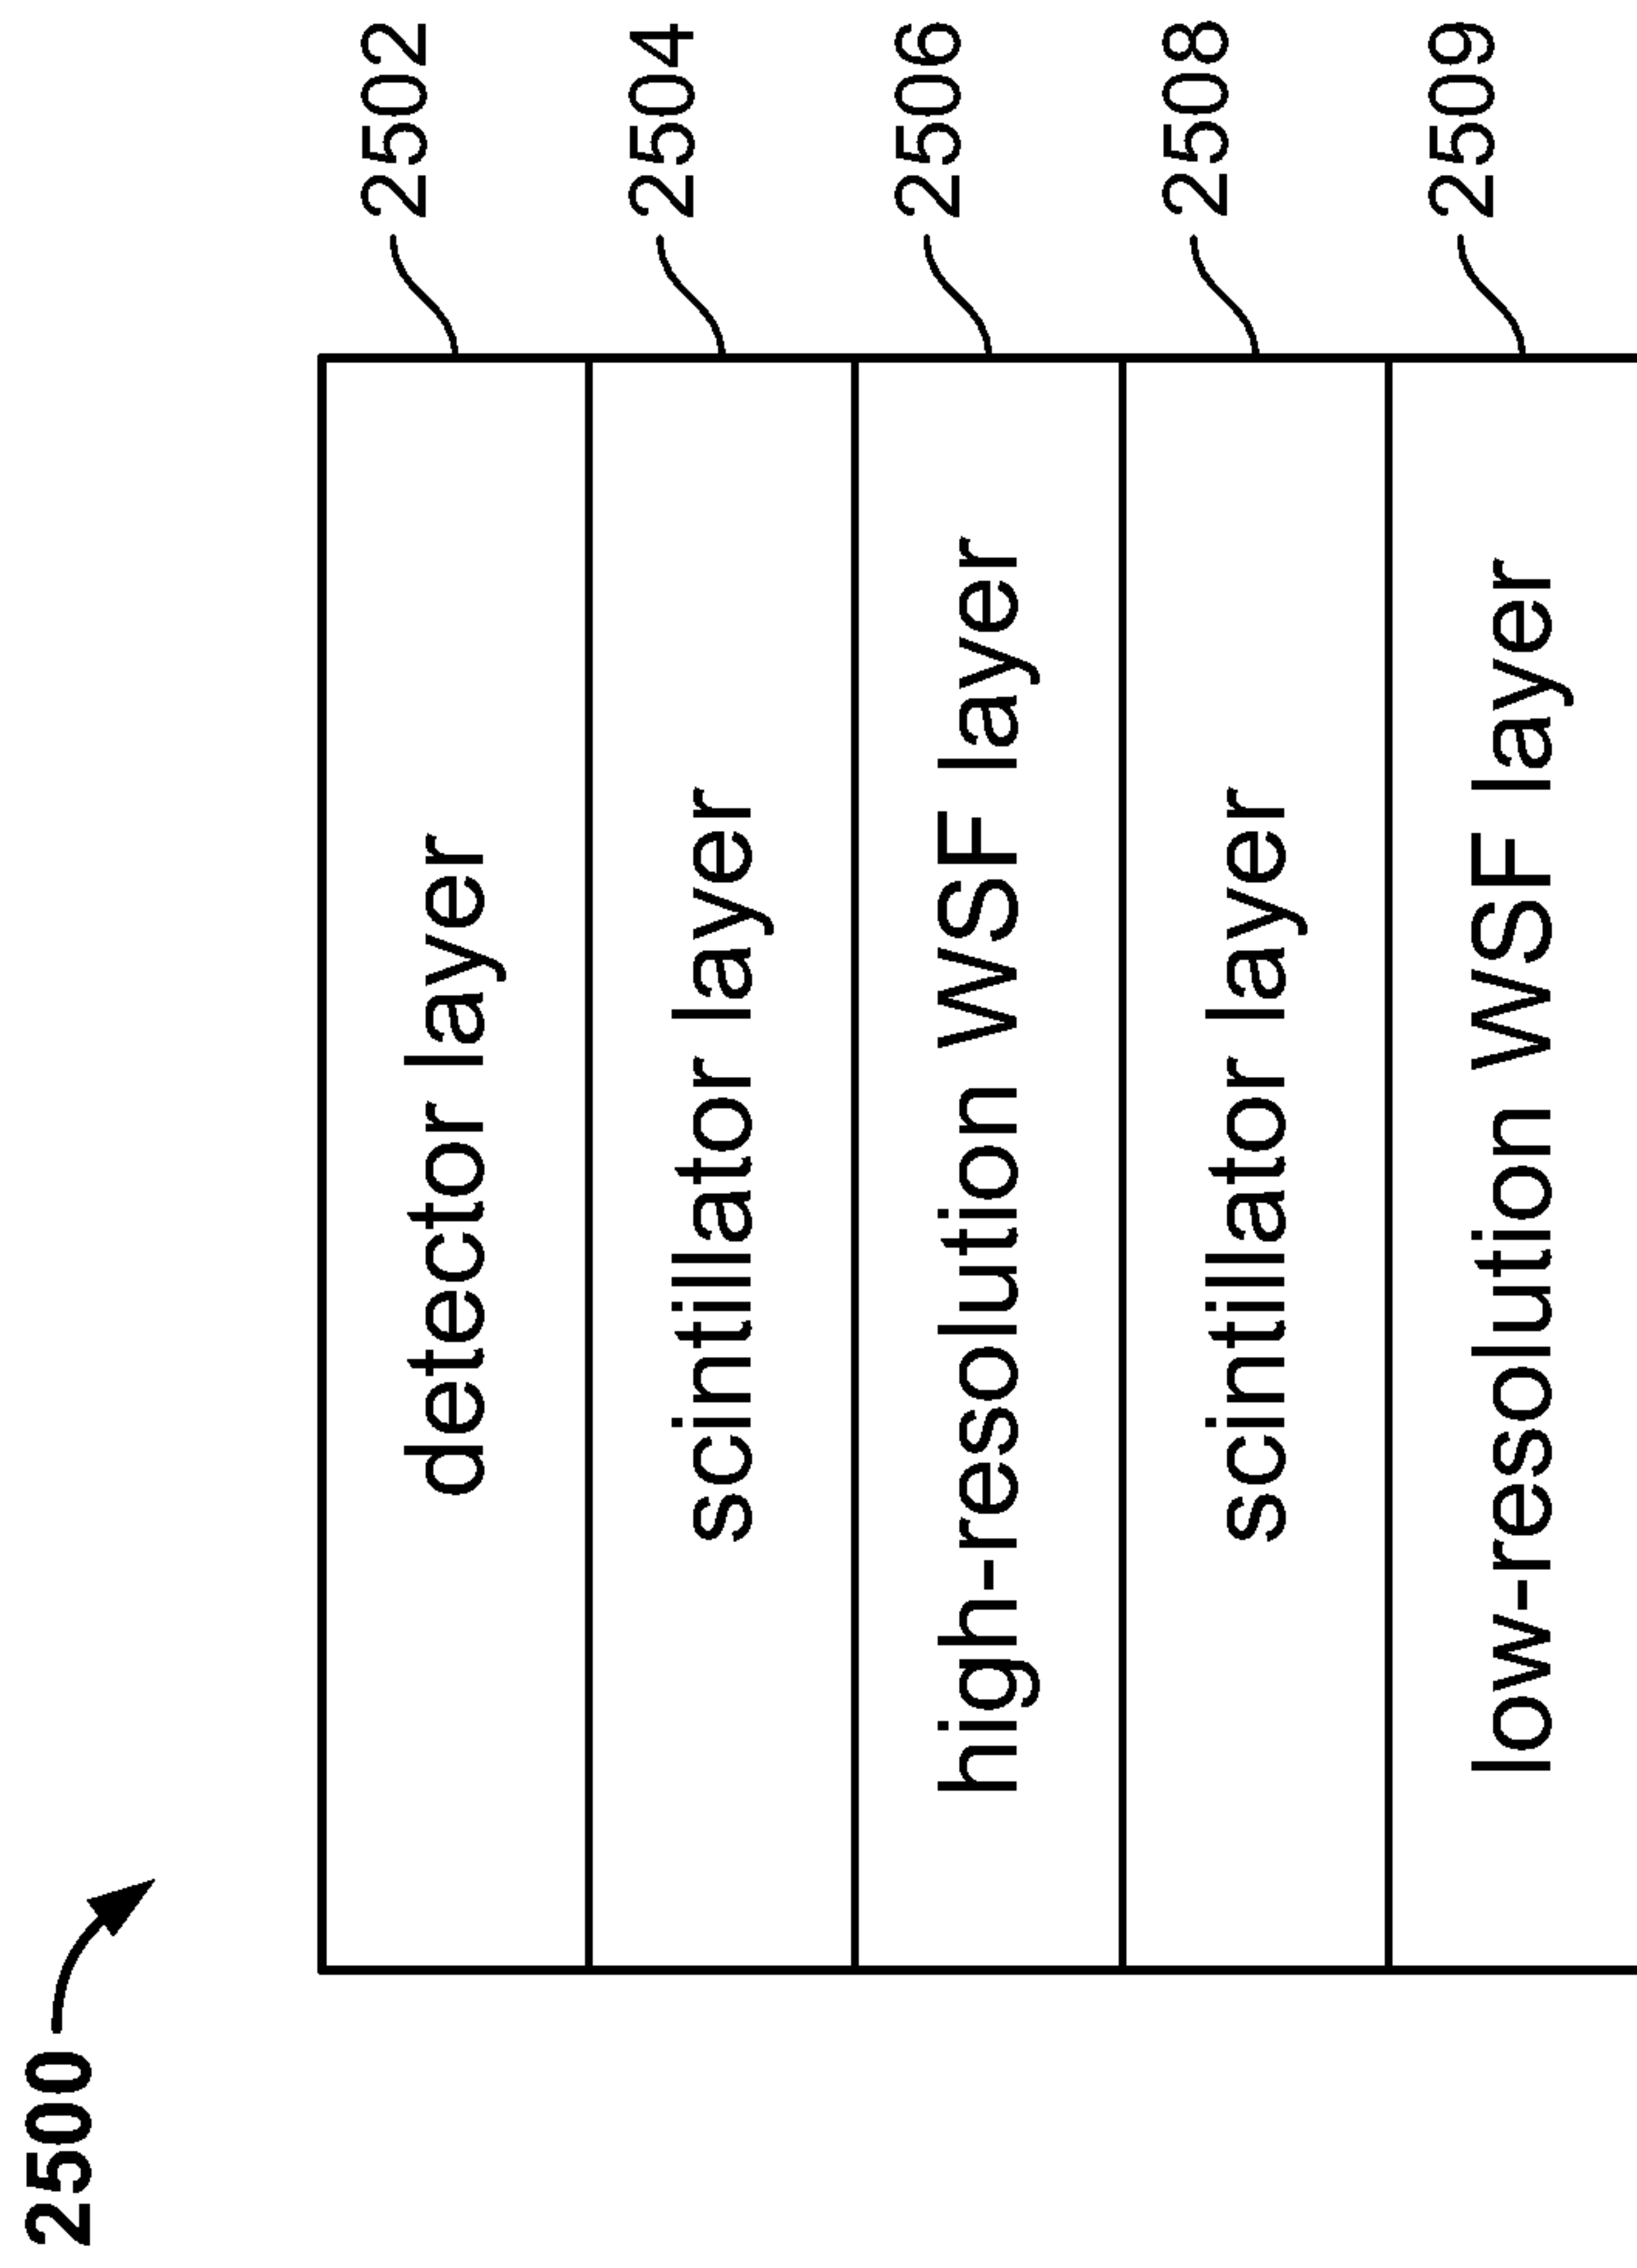 2500
detector layer 2502
scintillator layer 2504
high-resolution WSF layer 2506
scintillator layer 2508
low-resolution WSF layer 2509